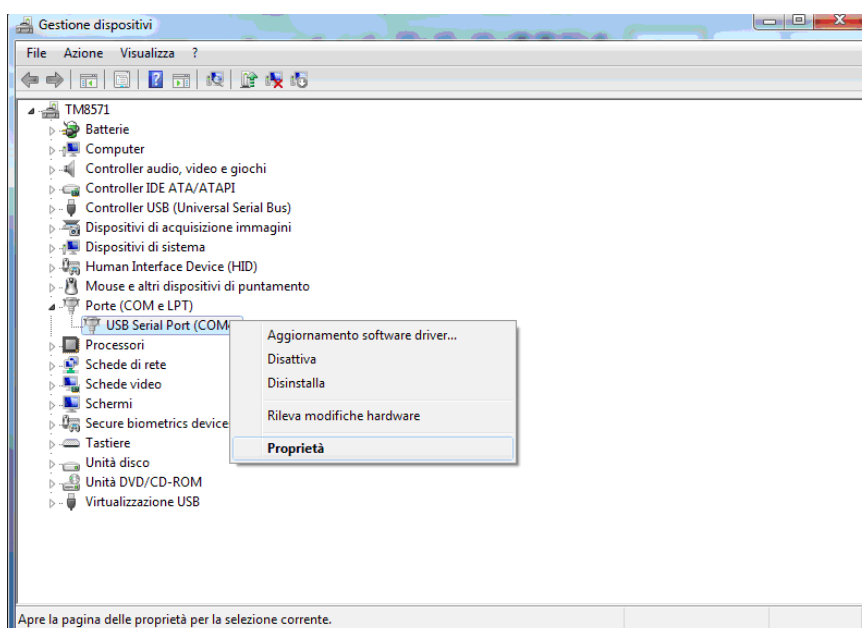 Gestione dispositivi
File Azione Visualizza ?
TM8571
Batterie
Computer
Controller audio, video e giochi
Controller IDE ATA/ATAPI
Controller USB (Universal Serial Bus)
Dispositivi di acquisizione immagini
Dispositivi di sistema
Human Interface Device (HID)
Mouse e altri dispositivi di puntamento
Porte (COM e LPT)
USB Serial Port (COM
Processori
Schede di rete
Schede video
Schermi
Secure biometrics device
Tastiere
Unità disco
Unità DVD/CD-ROM
Virtualizzazione USB
Aggiornamento software driver...
Disattiva
Disinstalla
Rileva modifiche hardware
Proprietà
Apre la pagina delle proprietà per la selezione corrente.